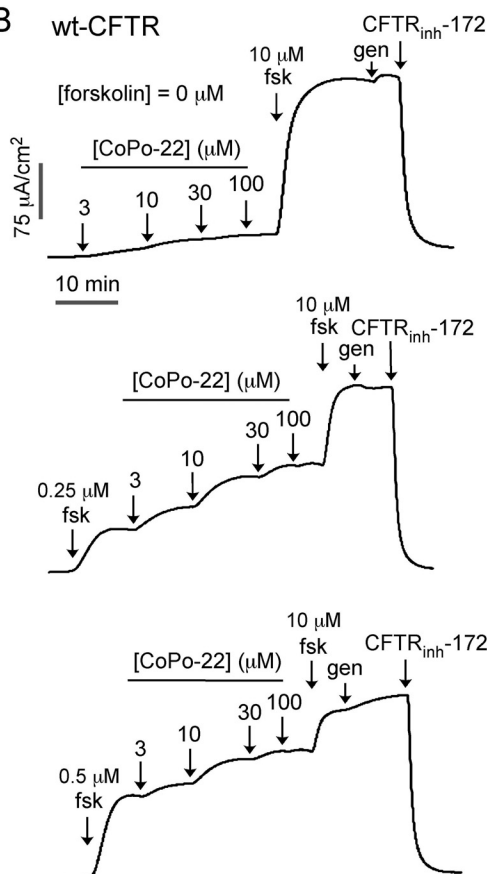 B wt-CFTR
CFTRinh-172
10 μM
fsk
gen
[forskolin] = 0 μM
[CoPo-22] (μM)
3 10 30 100
75 μA/cm²
10 min
10 μM
fsk
CFTRinh-172
gen
[CoPo-22] (μM)
0.25 μM
fsk
3 10 30 100
10 μM
fsk
CFTRinh-172
gen
[CoPo-22] (μM)
0.5 μM
fsk
3 10 30 100